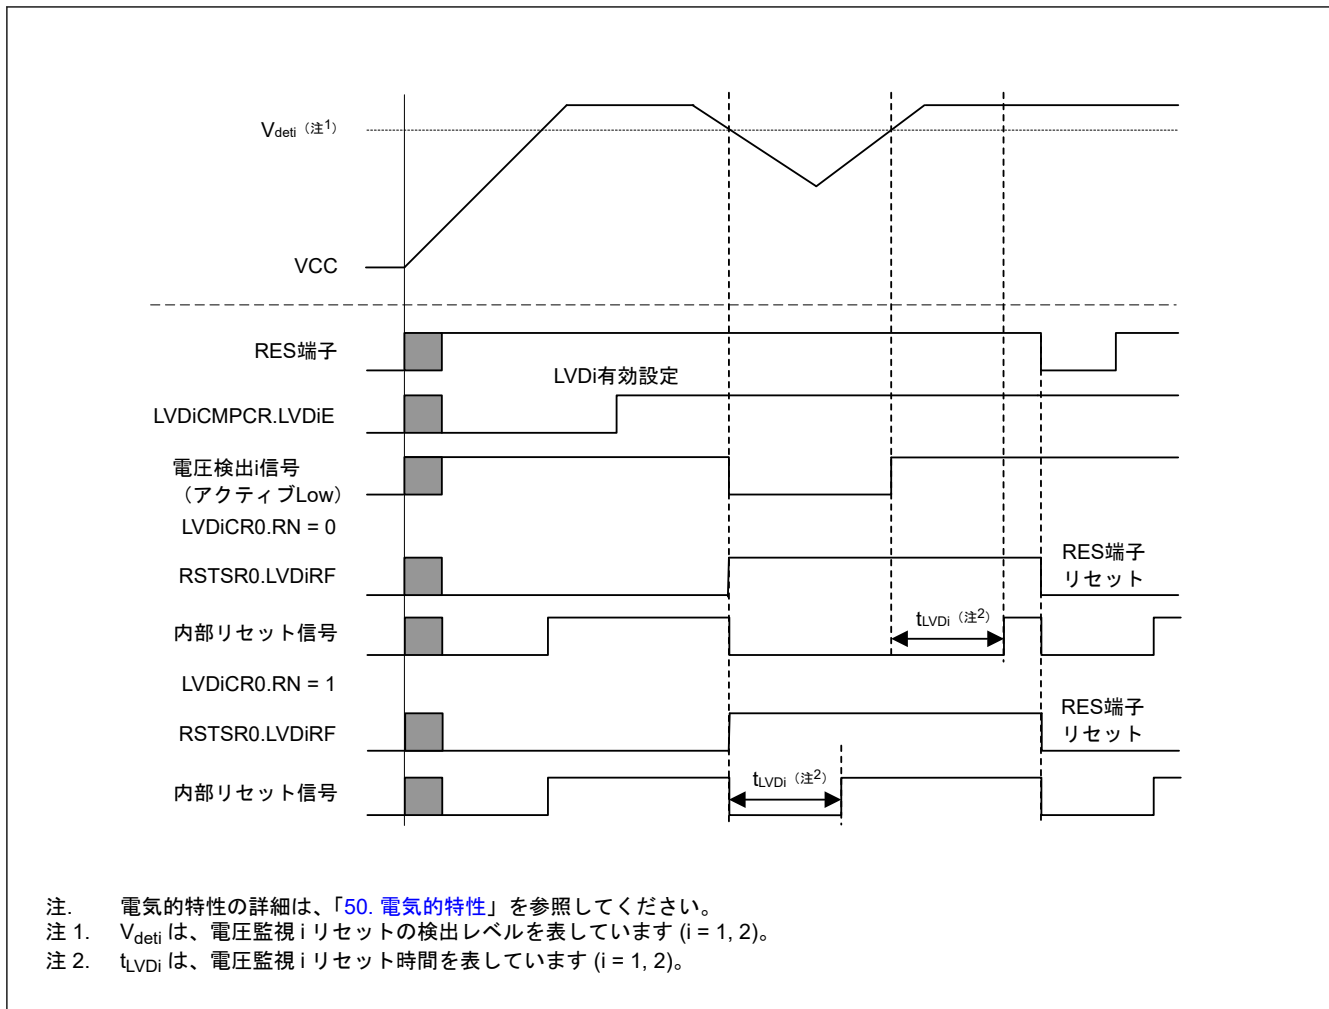 Vdeti（注1）
VCC
RES端子
LVDi有効設定
LVDiCMPCR.LVDiE
電圧検出i信号
（アクティブLow）
LVDiCR0.RN = 0
RSTSR0.LVDiRF
RES端子
リセット
内部リセット信号
tLVDi（注2）
LVDiCR0.RN = 1
RSTSR0.LVDiRF
RES端子
リセット
内部リセット信号
tLVDi（注2）
注. 電気的特性の詳細は、「50. 電気的特性」を参照してください。
注 1. Vdeti は、電圧監視 i リセットの検出レベルを表しています (i = 1, 2)。
注 2. tLVDi は、電圧監視 i リセット時間を表しています (i = 1, 2)。